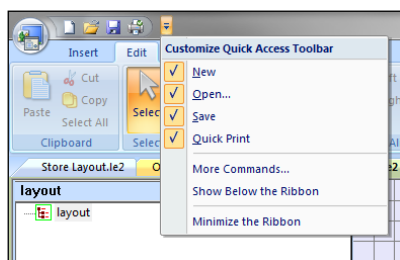 Insert Edit
Customize Quick Access Toolbar
New
Open...
Save
Quick Print
More Commands...
Show Below the Ribbon
Minimize the Ribbon
Cut
Copy
Paste
Select All
Selec
Clipboard
Selec
Store Layout.le2
O
e2
layout
layout